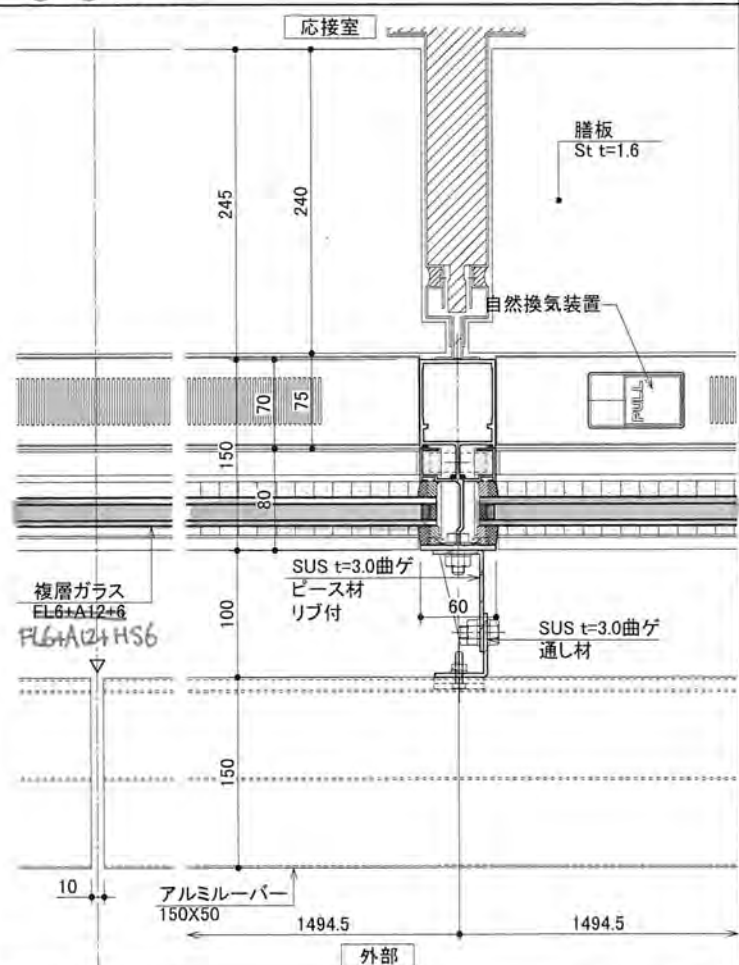 応接室
膳板
St t=1.6
245
240
自然換気装置
PULL
70
75
150
80
複層ガラス
FL6+A12+6
FL6+A12+HS6
SUS t=3.0曲ゲ
ピース材
リブ付
60
100
SUS t=3.0曲ゲ
通し材
150
10
アルミルーバー
150X50
1494.5
1494.5
外部